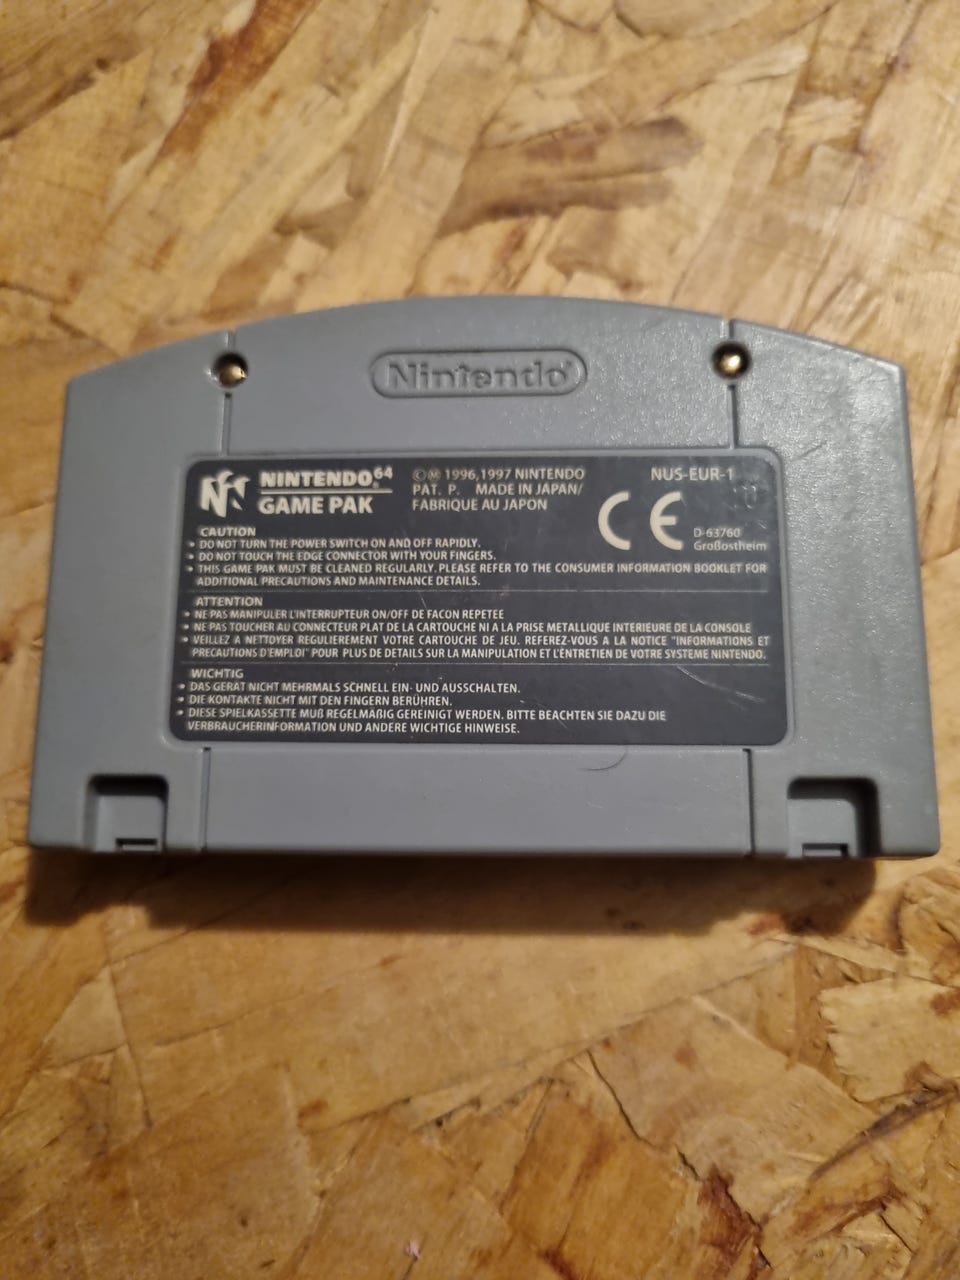 Nintendo®
NINTENDO⁶⁴
GAME PAK
©Ⓜ 1996,1997 NINTENDO
PAT. P. MADE IN JAPAN/
FABRIQUE AU JAPON
NUS-EUR-1
CE
D-63760
Großostheim
CAUTION
• DO NOT TURN THE POWER SWITCH ON AND OFF RAPIDLY.
• DO NOT TOUCH THE EDGE CONNECTOR WITH YOUR FINGERS.
• THIS GAME PAK MUST BE CLEANED REGULARLY. PLEASE REFER TO THE CONSUMER INFORMATION BOOKLET FOR
ADDITIONAL PRECAUTIONS AND MAINTENANCE DETAILS.
ATTENTION
• NE PAS MANIPULER L'INTERRUPTEUR ON/OFF DE FACON REPETEE
• NE PAS TOUCHER AU CONNECTEUR PLAT DE LA CARTOUCHE NI A LA PRISE METALLIQUE INTERIEURE DE LA CONSOLE
• VEILLEZ A NETTOYER REGULIEREMENT VOTRE CARTOUCHE DE JEU. REFEREZ-VOUS A LA NOTICE "INFORMATIONS ET
PRECAUTIONS D'EMPLOI" POUR PLUS DE DETAILS SUR LA MANIPULATION ET L'ENTRETIEN DE VOTRE SYSTEME NINTENDO.
WICHTIG
• DAS GERÄT NICHT MEHRMALS SCHNELL EIN- UND AUSSCHALTEN.
• DIE KONTAKTE NICHT MIT DEN FINGERN BERÜHREN.
• DIESE SPIELKASSETTE MUß REGELMÄßIG GEREINIGT WERDEN. BITTE BEACHTEN SIE DAZU DIE
VERBRAUCHERINFORMATION UND ANDERE WICHTIGE HINWEISE.